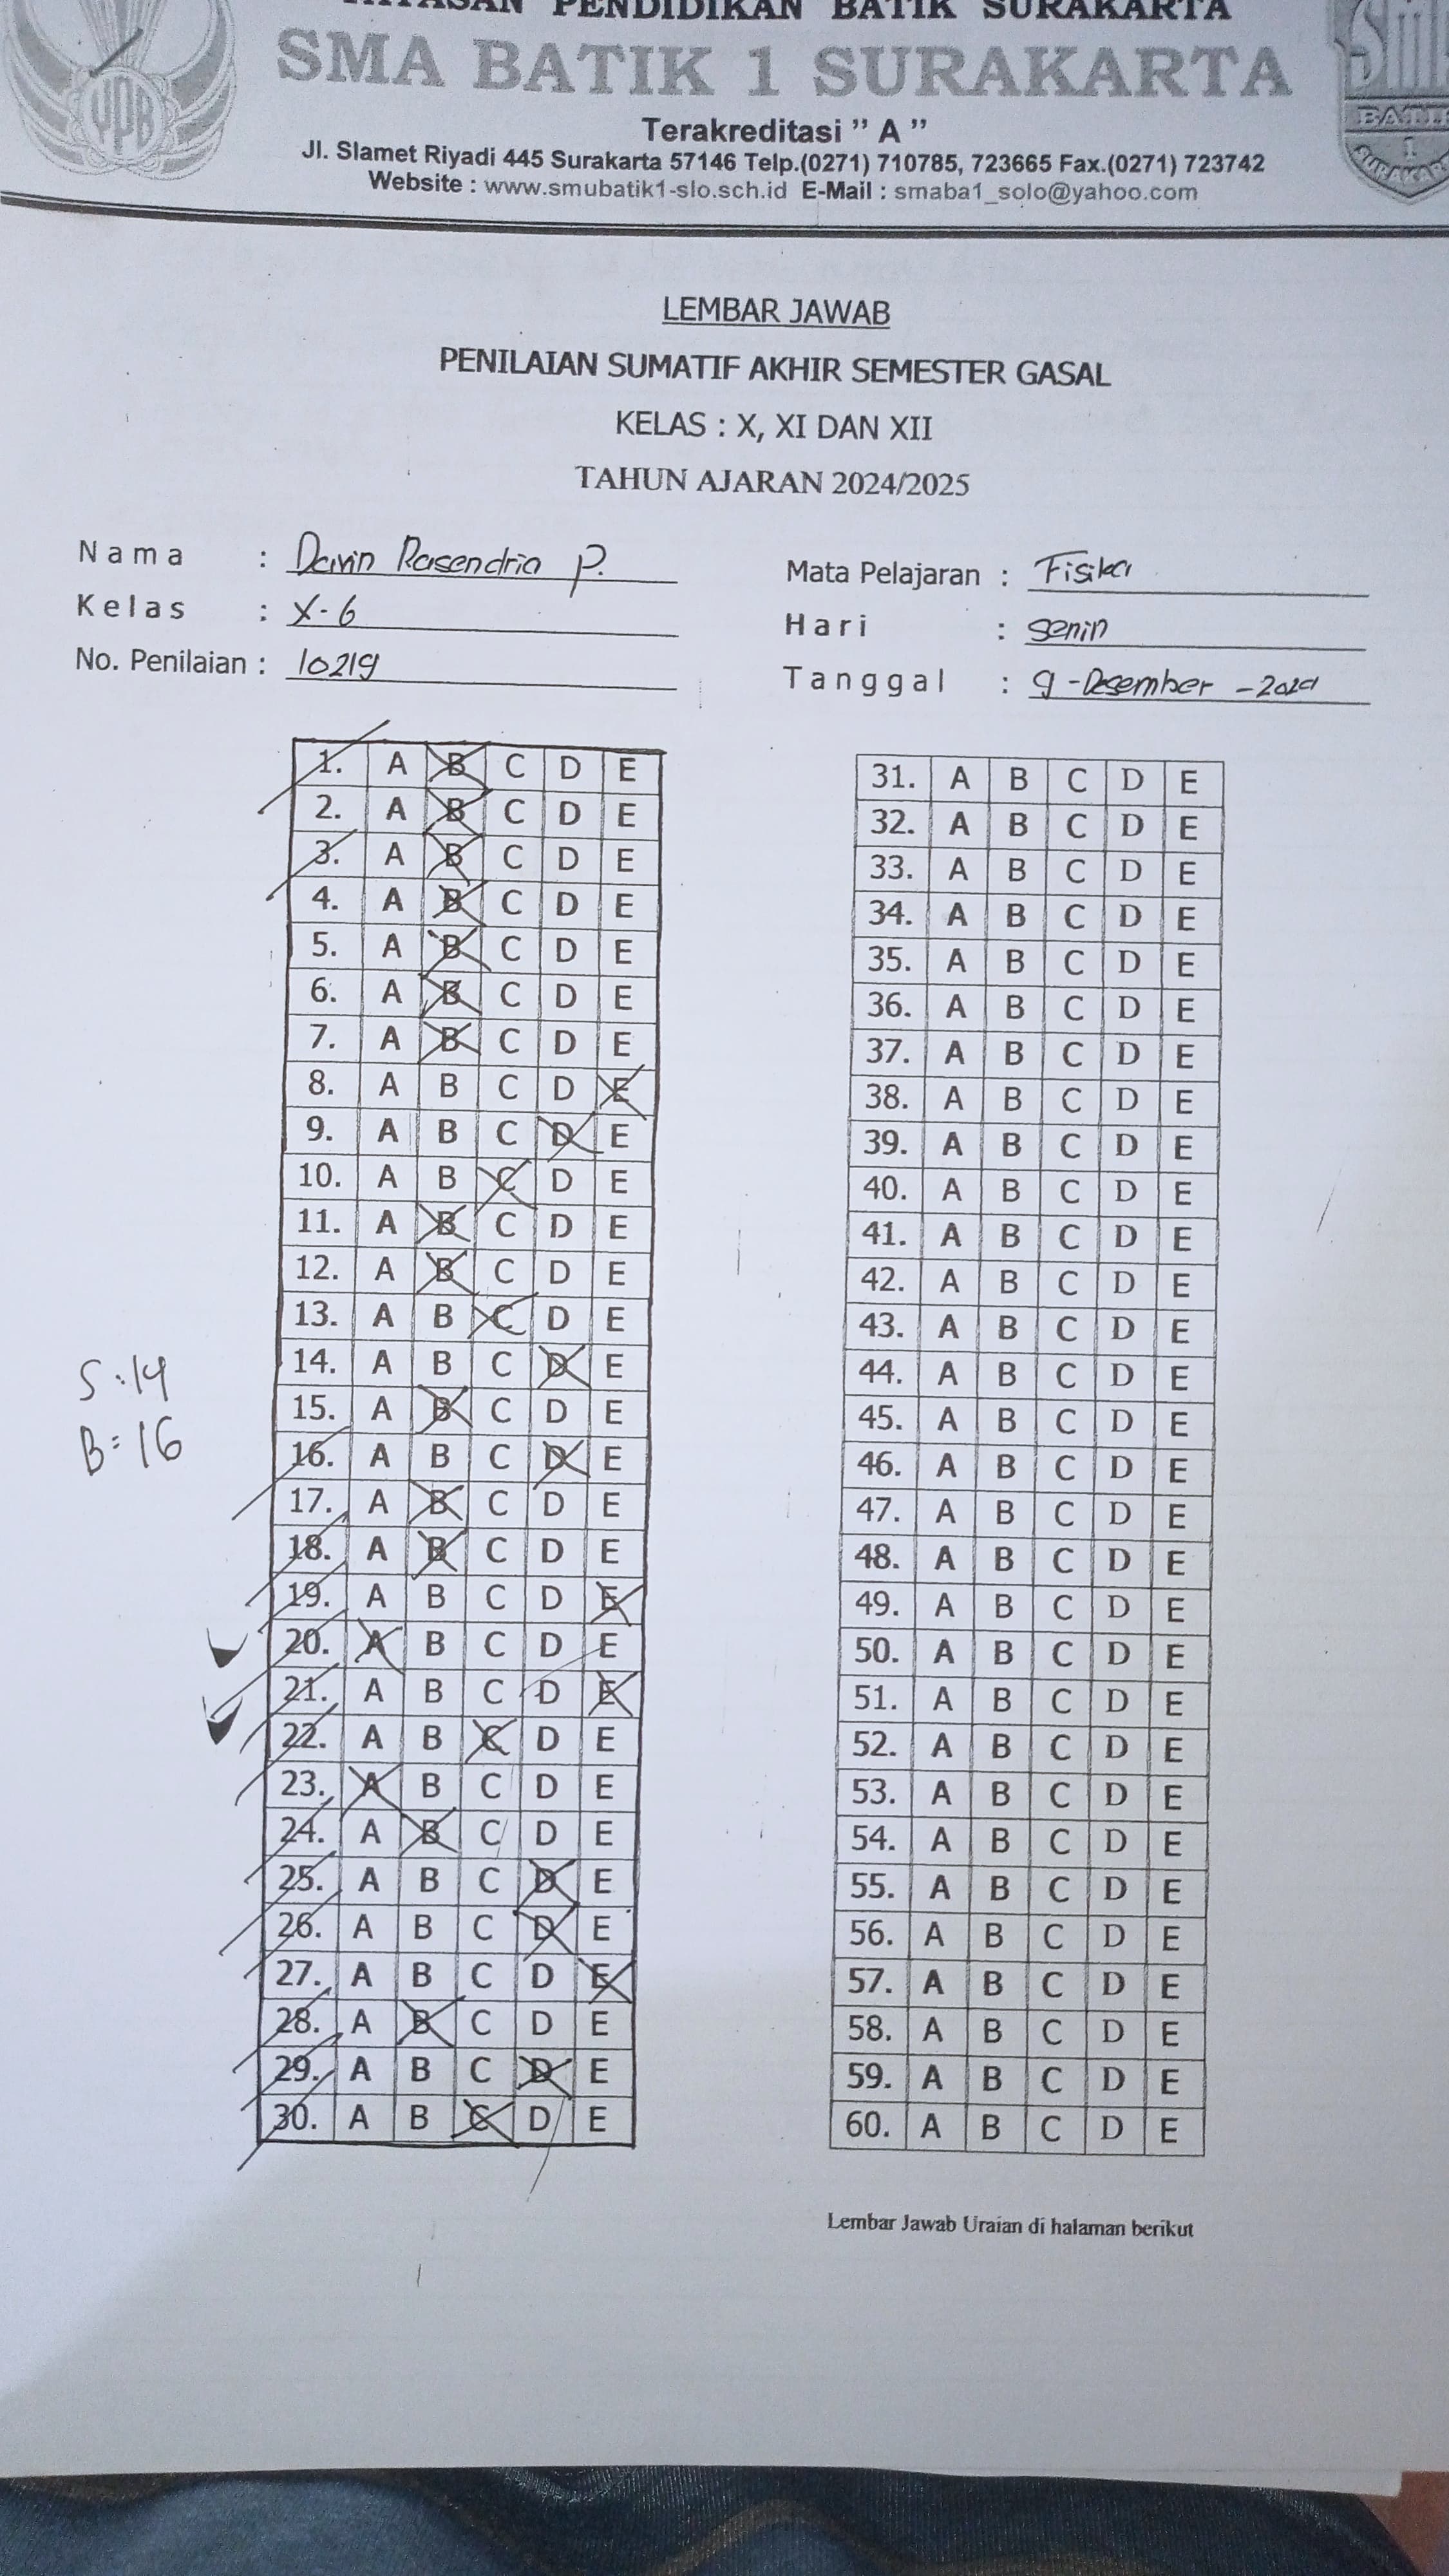 YAYASAN PENDIDIKAN BATIK SURAKARTA
SMA BATIK 1 SURAKARTA
Terakreditasi " A "
Jl. Slamet Riyadi 445 Surakarta 57146 Telp.(0271) 710785, 723665 Fax.(0271) 723742
Website : www.smubatik1-slo.sch.id E-Mail : smaba1_solo@yahoo.com
YPB
BATIK
1
SURAKARTA
LEMBAR JAWAB
PENILAIAN SUMATIF AKHIR SEMESTER GASAL
KELAS : X, XI DAN XII
TAHUN AJARAN 2024/2025
Nama : Davin Rasendria P.
Kelas : X-6
No. Penilaian : 10219
Mata Pelajaran : Fisika
Hari : Senin
Tanggal : 9 - Desember - 2024
1. A B C D E
2. A B C D E
3. A B C D E
4. A B C D E
5. A B C D E
6. A B C D E
7. A B C D E
8. A B C D E
9. A B C D E
10. A B C D E
11. A B C D E
12. A B C D E
13. A B C D E
14. A B C D E
15. A B C D E
16. A B C D E
17. A B C D E
18. A B C D E
19. A B C D E
20. A B C D E
21. A B C D E
22. A B C D E
23. A B C D E
24. A B C D E
25. A B C D E
26. A B C D E
27. A B C D E
28. A B C D E
29. A B C D E
30. A B C D E
S : 14
B = 16
31. A B C D E
32. A B C D E
33. A B C D E
34. A B C D E
35. A B C D E
36. A B C D E
37. A B C D E
38. A B C D E
39. A B C D E
40. A B C D E
41. A B C D E
42. A B C D E
43. A B C D E
44. A B C D E
45. A B C D E
46. A B C D E
47. A B C D E
48. A B C D E
49. A B C D E
50. A B C D E
51. A B C D E
52. A B C D E
53. A B C D E
54. A B C D E
55. A B C D E
56. A B C D E
57. A B C D E
58. A B C D E
59. A B C D E
60. A B C D E
Lembar Jawab Uraian di halaman berikut